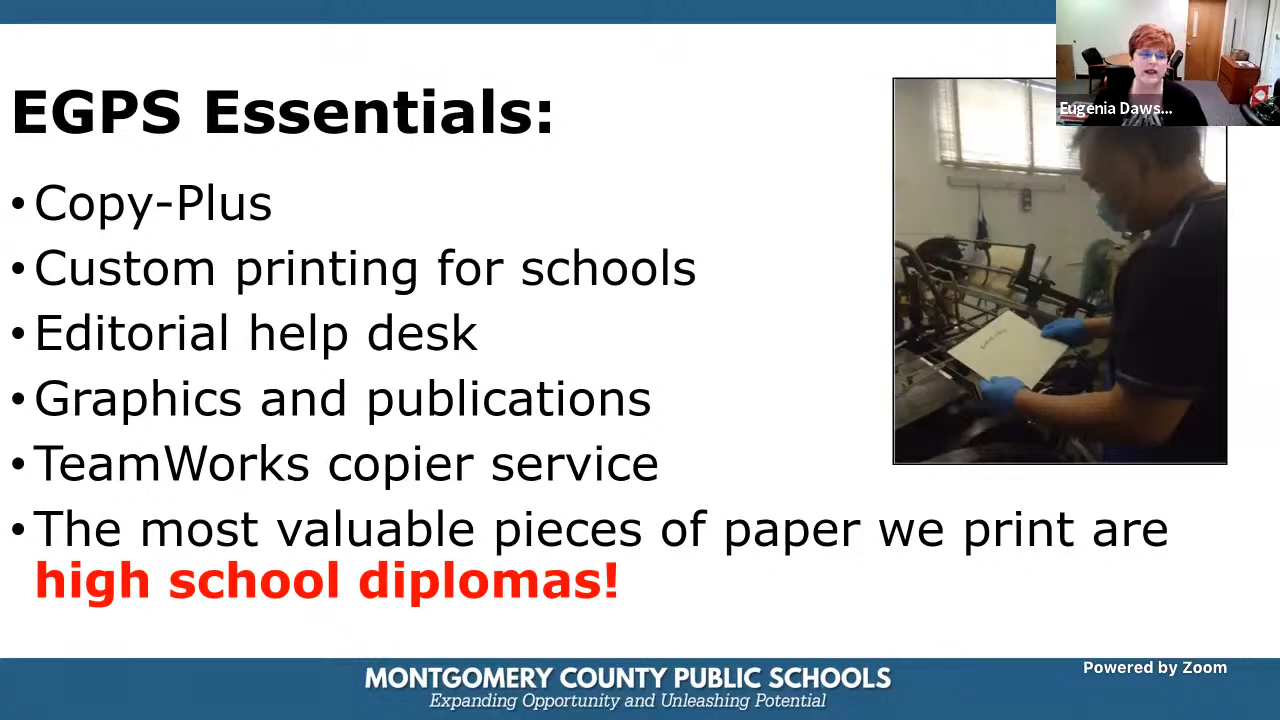 Eugenia Daws...
EGPS Essentials:
• Copy-Plus
• Custom printing for schools
• Editorial help desk
• Graphics and publications
• TeamWorks copier service
• The most valuable pieces of paper we print are
high school diplomas!
MONTGOMERY COUNTY PUBLIC SCHOOLS
Expanding Opportunity and Unleashing Potential
Powered by Zoom